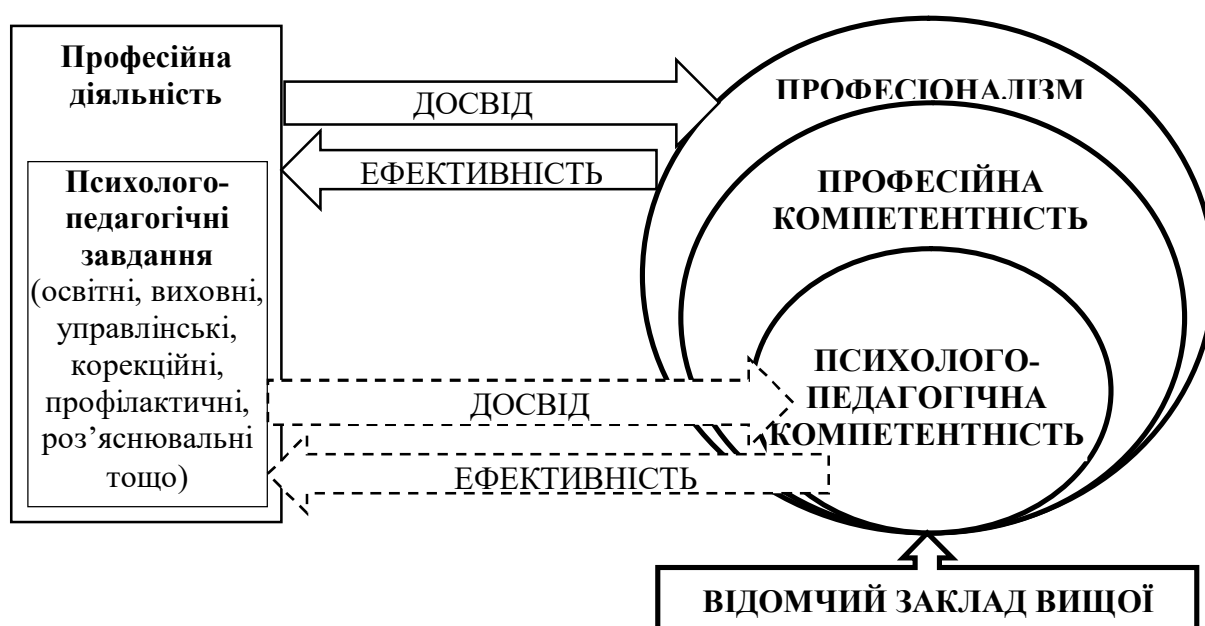 Професійна
діяльність
Психолого-
педагогічні
завдання
(освітні, виховні,
управлінські,
корекційні,
профілактичні,
роз’яснювальні
тощо)
ДОСВІД
ЕФЕКТИВНІСТЬ
ДОСВІД
ЕФЕКТИВНІСТЬ
ПРОФЕСІОНАЛІЗМ
ПРОФЕСІЙНА
КОМПЕТЕНТНІСТЬ
ПСИХОЛОГО-
ПЕДАГОГІЧНА
КОМПЕТЕНТНІСТЬ
ВІДОМЧИЙ ЗАКЛАД ВИЩОЇ